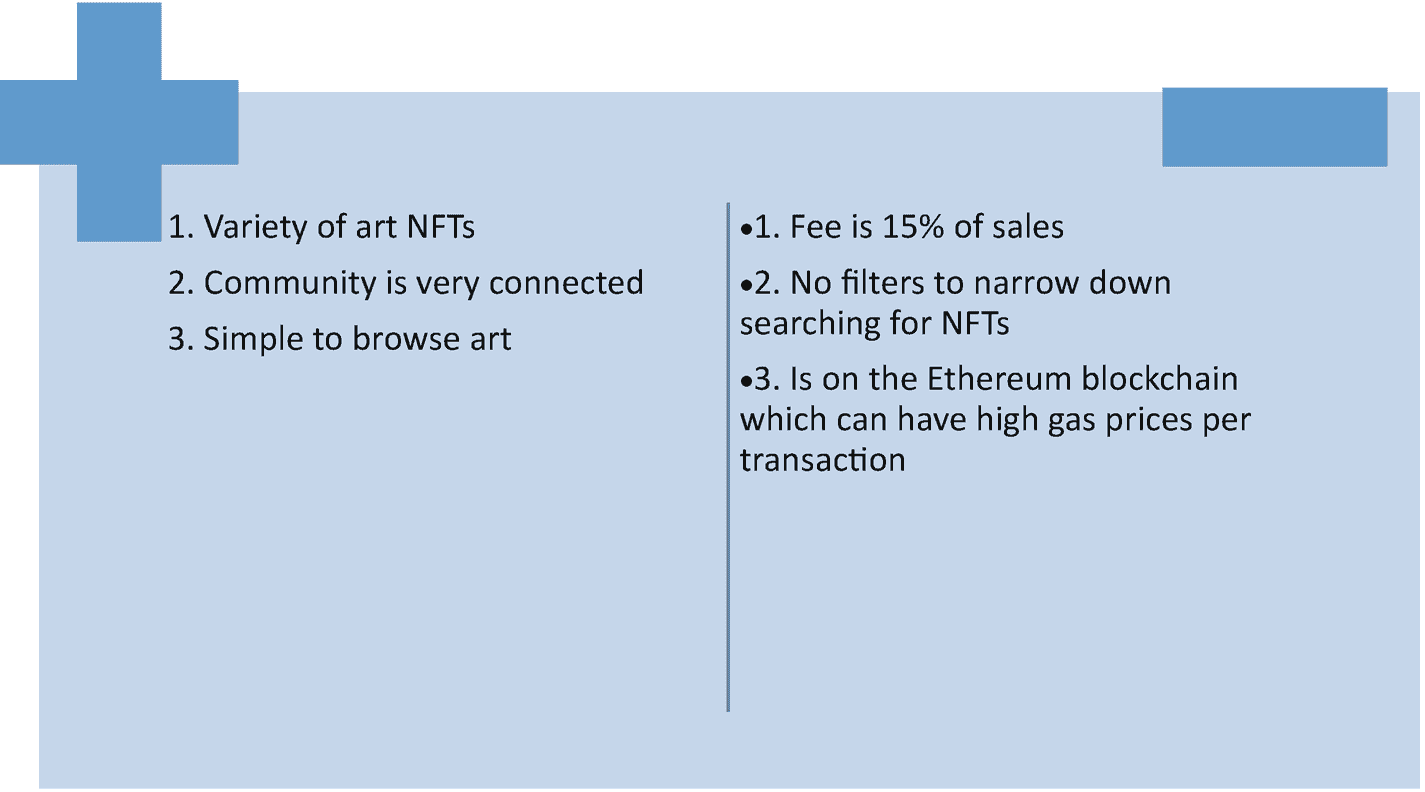 1. Variety of art NFTs
2. Community is very connected
3. Simple to browse art
•1. Fee is 15% of sales
•2. No filters to narrow down
searching for NFTs
•3. Is on the Ethereum blockchain
which can have high gas prices per
transaction